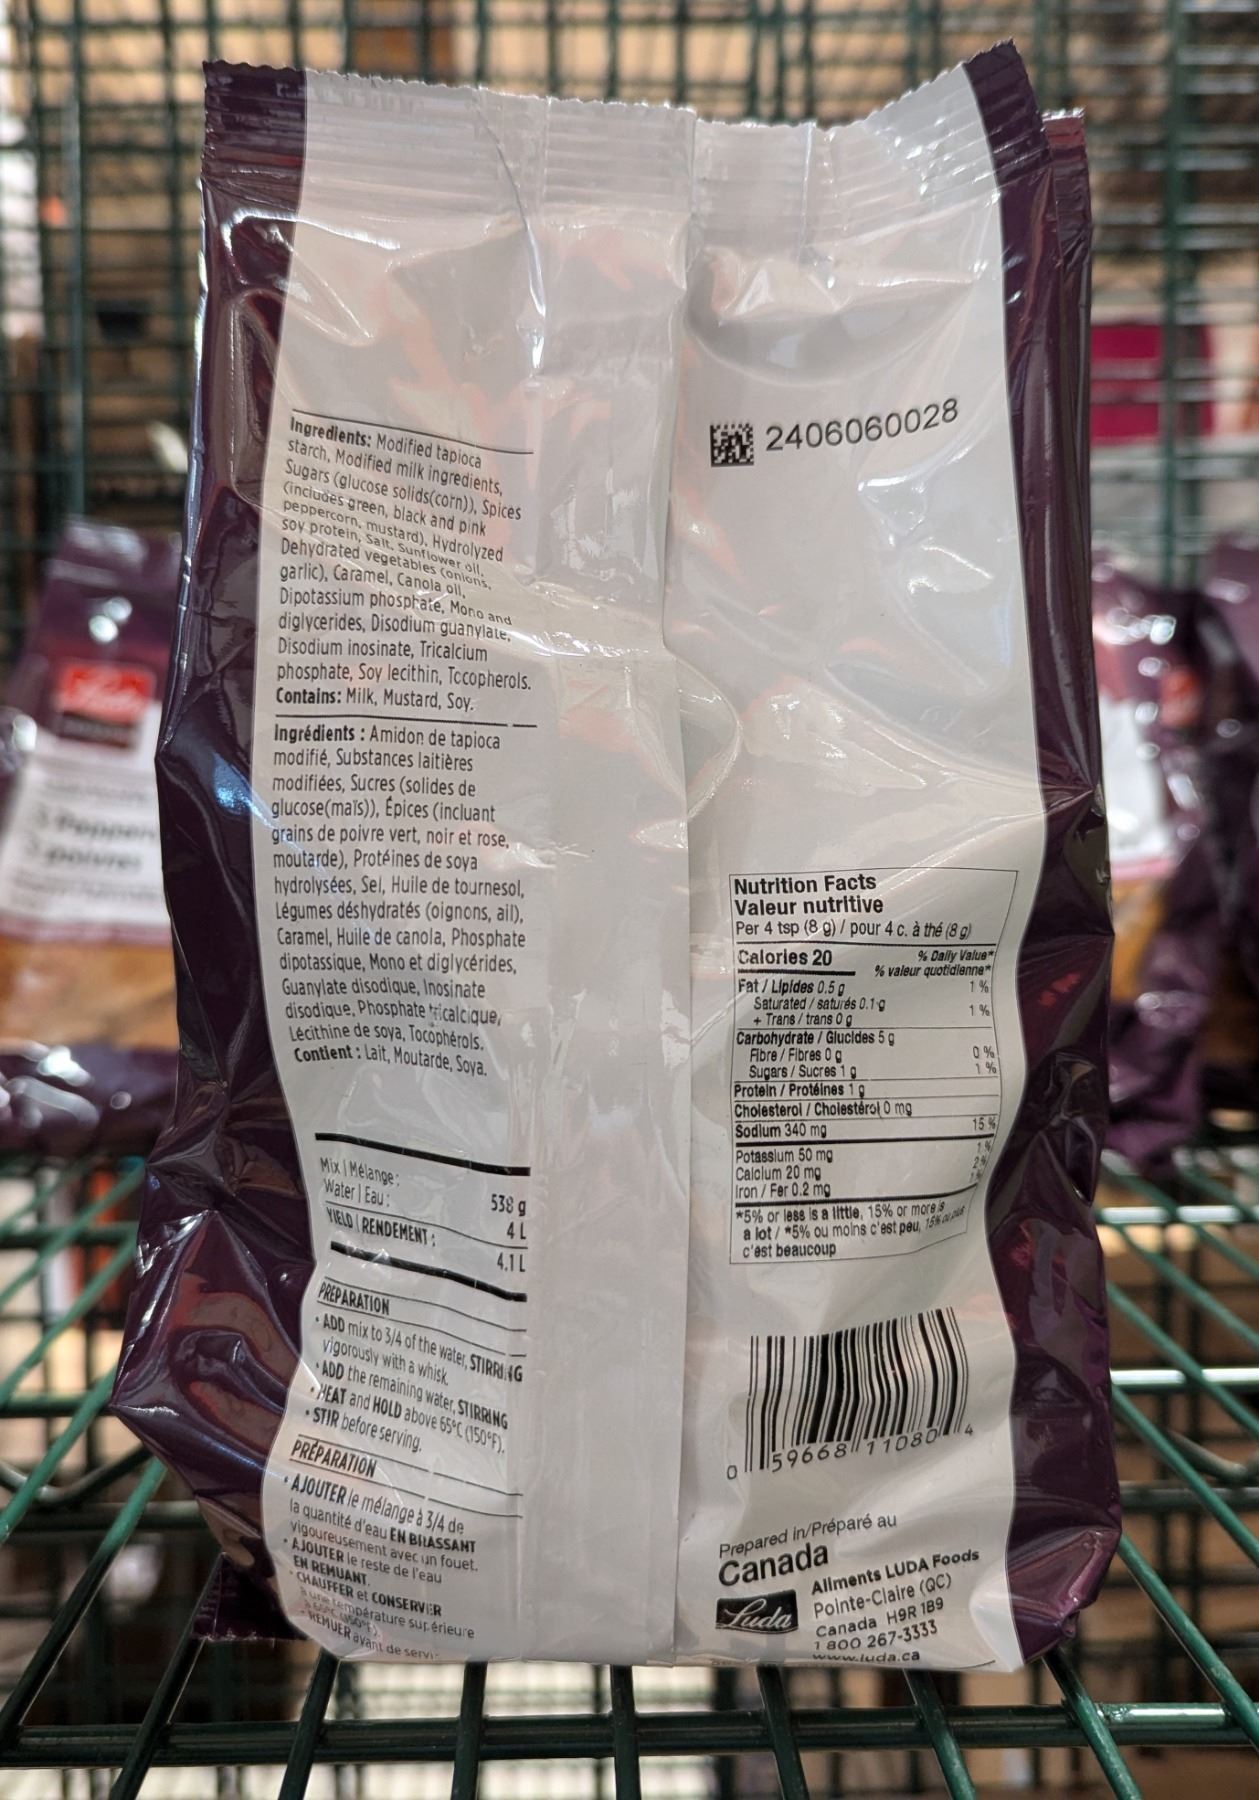 Ingredients: Modified tapioca
starch, Modified milk ingredients,
Sugars (glucose solids(corn)), Spices
(includes green, black and pink
peppercorn, mustard), Hydrolyzed
soy protein, Salt, Sunflower oil,
Dehydrated vegetables (onions,
garlic), Caramel, Canola oil,
Dipotassium phosphate, Mono and
diglycerides, Disodium guanylate,
Disodium inosinate, Tricalcium
phosphate, Soy lecithin, Tocopherols.
Contains: Milk, Mustard, Soy.
Ingrédients : Amidon de tapioca
modifié, Substances laitières
modifiées, Sucres (solides de
glucose(maïs)), Épices (incluant
grains de poivre vert, noir et rose,
moutarde), Protéines de soya
hydrolysées, Sel, Huile de tournesol,
Légumes déshydratés (oignons, ail),
Caramel, Huile de canola, Phosphate
dipotassique, Mono et diglycérides,
Guanylate disodique, Inosinate
disodique, Phosphate tricalcique,
Lécithine de soya, Tocophérols.
Contient : Lait, Moutarde, Soya.
Mix | Mélange : 538 g
Water | Eau : 4 L
YIELD | RENDEMENT : 4.1 L
PREPARATION
• ADD mix to 3/4 of the water, STIRRING
vigorously with a whisk.
• ADD the remaining water, STIRRING
• HEAT and HOLD above 65°C (150°F).
• STIR before serving.
PRÉPARATION
• AJOUTER le mélange à 3/4 de
la quantité d'eau EN BRASSANT
vigoureusement avec un fouet.
• AJOUTER le reste de l'eau
EN REMUANT.
• CHAUFFER et CONSERVER
à une température supérieure
à 65°C (150°F).
• REMUER avant de servir
2406060028
Nutrition Facts
Valeur nutritive
Per 4 tsp (8 g) / pour 4 c. à thé (8 g)
Calories 20 % Daily Value*
% valeur quotidienne*
Fat / Lipides 0.5 g 1 %
Saturated / saturés 0.1 g
+ Trans / trans 0 g 1 %
Carbohydrate / Glucides 5 g
Fibre / Fibres 0 g 0 %
Sugars / Sucres 1 g 1 %
Protein / Protéines 1 g
Cholesterol / Cholestérol 0 mg
Sodium 340 mg 15 %
Potassium 50 mg 1 %
Calcium 20 mg 2 %
Iron / Fer 0.2 mg 1 %
*5% or less is a little, 15% or more is
a lot / *5% ou moins c'est peu, 15% ou plus
c'est beaucoup
0 59668 11080 4
Prepared in/Préparé au
Canada
Luda
Aliments LUDA Foods
Pointe-Claire (QC)
Canada H9R 1B9
1 800 267-3333
www.luda.ca